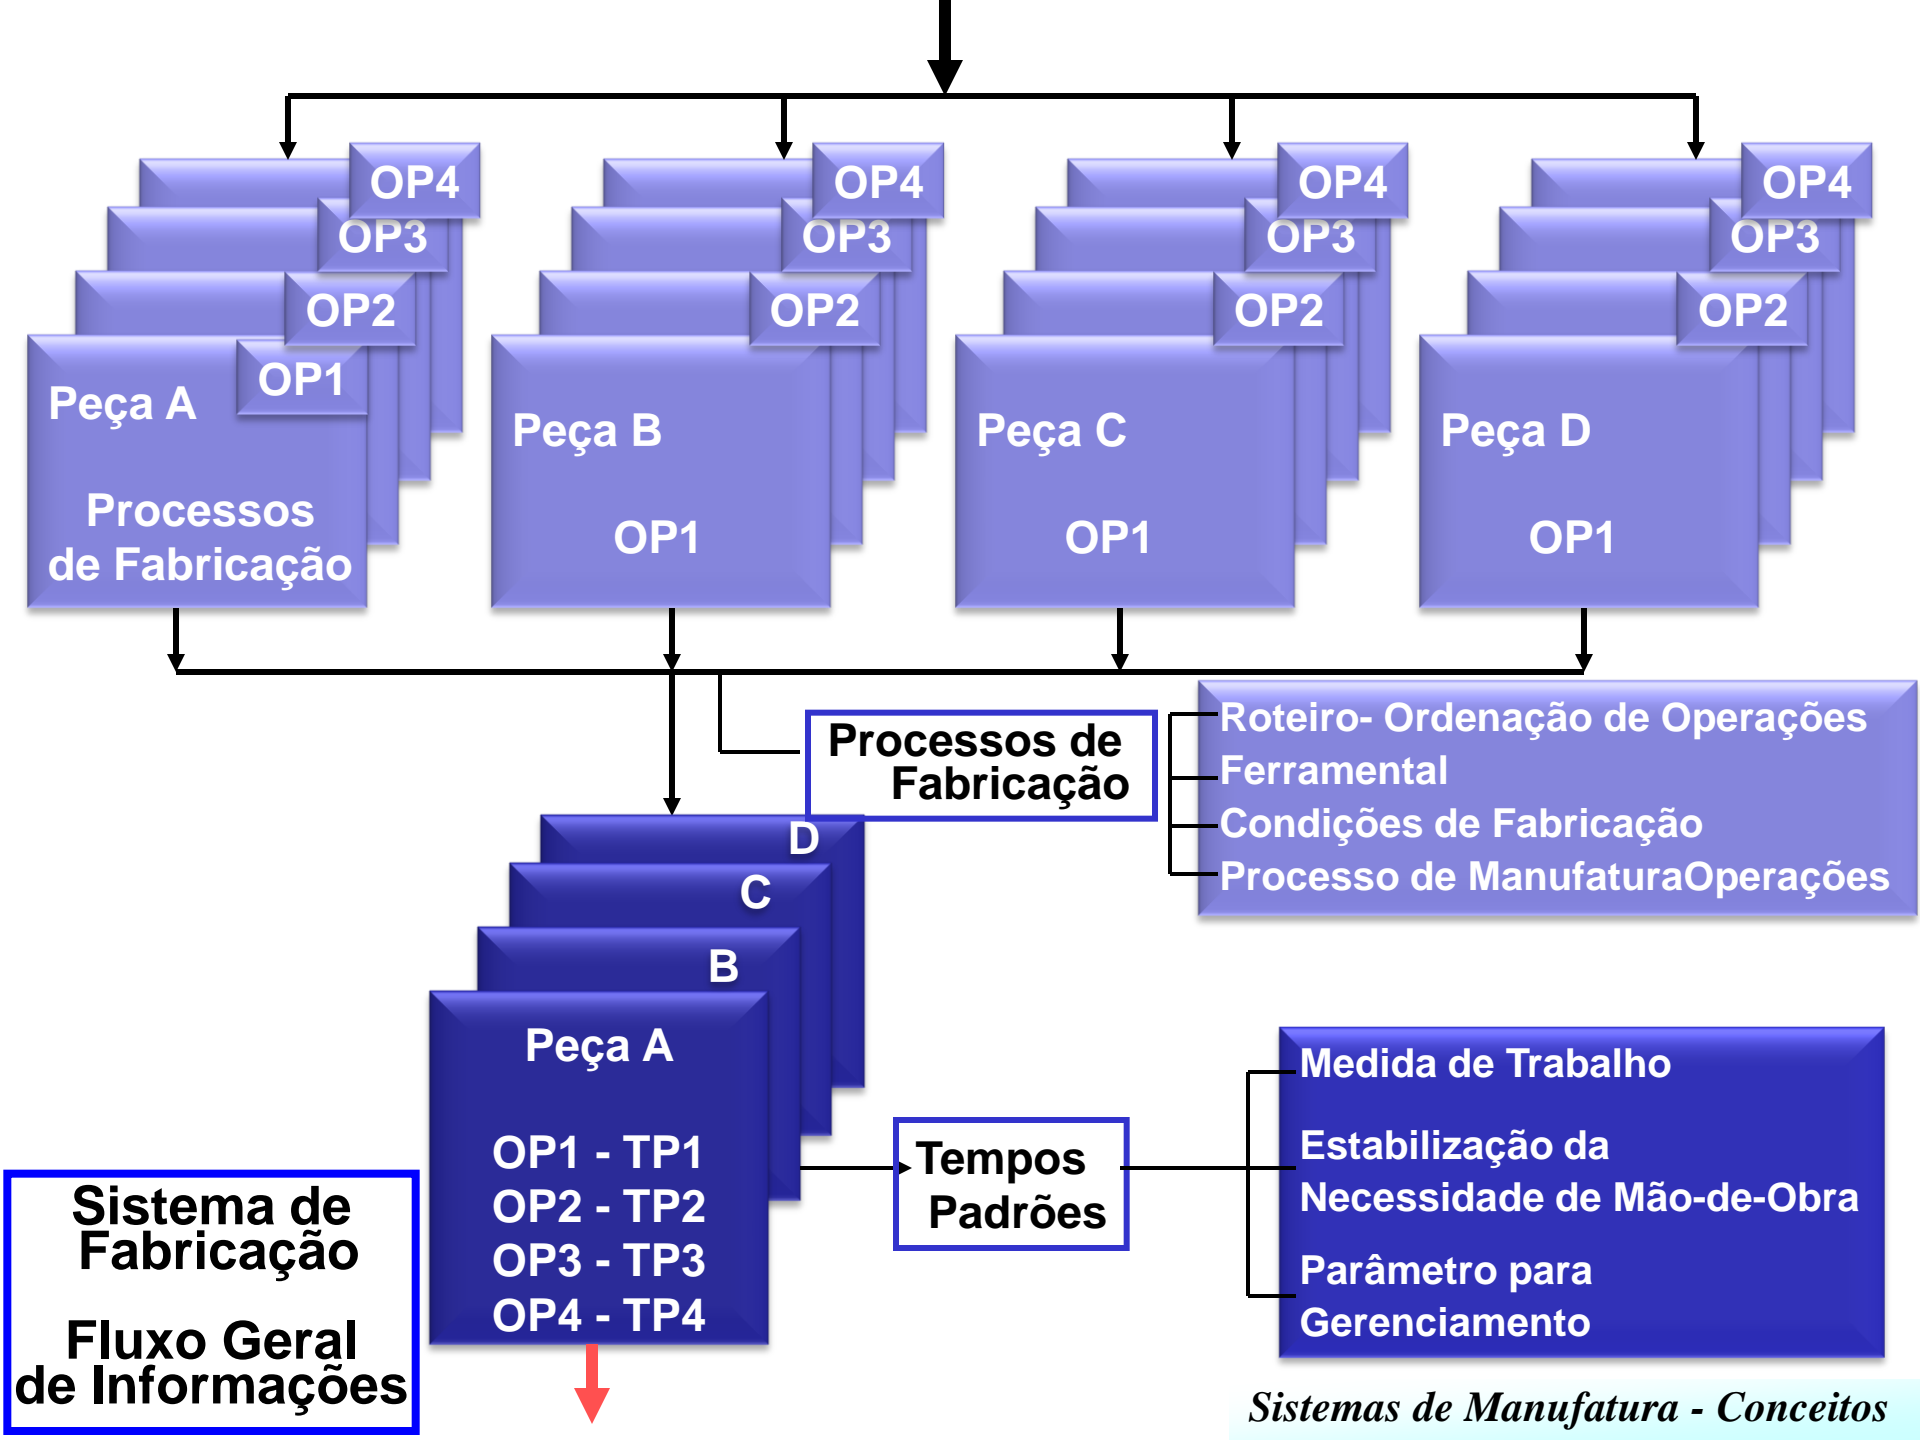 OP4
OP3
OP2
OP1
Peça A
Processos
de Fabricação
OP4
OP3
OP2
Peça B
OP1
OP4
OP3
OP2
Peça C
OP1
OP4
OP3
OP2
Peça D
OP1
Processos de
Fabricação
Roteiro- Ordenação de Operações
Ferramental
Condições de Fabricação
Processo de ManufaturaOperações
D
C
B
Peça A
OP1 - TP1
OP2 - TP2
OP3 - TP3
OP4 - TP4
Tempos
Padrões
Medida de Trabalho
Estabilização da
Necessidade de Mão-de-Obra
Parâmetro para
Gerenciamento
Sistema de
Fabricação
Fluxo Geral
de Informações
Sistemas de Manufatura - Conceitos